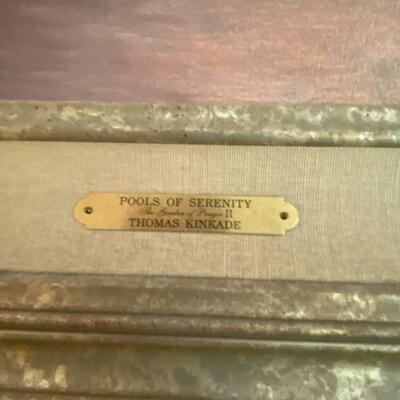 POOLS OF SERENITY
The Garden of Prayer II
THOMAS KINKADE